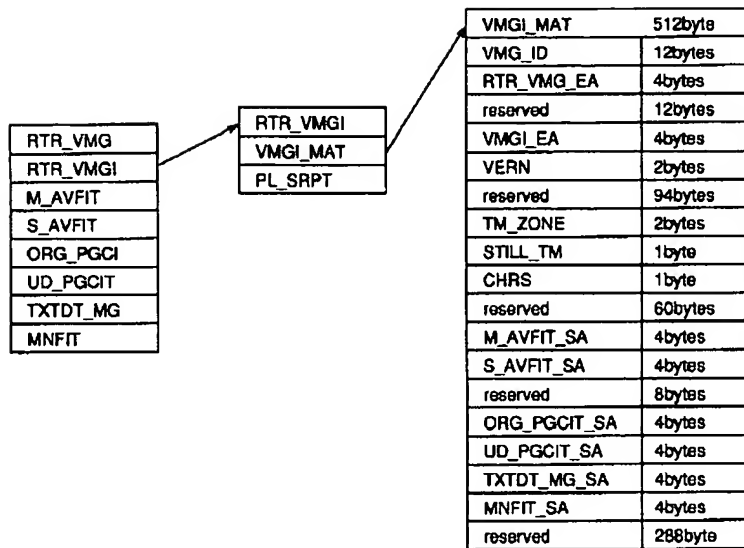 RTR_VMG
RTR_VMGI
M_AVFIT
S_AVFIT
ORG_PGCI
UD_PGCIT
TXTDT_MG
MNFIT
RTR_VMGI
VMGI_MAT
PL_SRPT
VMGI_MAT 512byte
VMG_ID 12bytes
RTR_VMG_EA 4bytes
reserved 12bytes
VMGI_EA 4bytes
VERN 2bytes
reserved 94bytes
TM_ZONE 2bytes
STILL_TM 1byte
CHRS 1byte
reserved 60bytes
M_AVFIT_SA 4bytes
S_AVFIT_SA 4bytes
reserved 8bytes
ORG_PGCIT_SA 4bytes
UD_PGCIT_SA 4bytes
TXTDT_MG_SA 4bytes
MNFIT_SA 4bytes
reserved 288byte